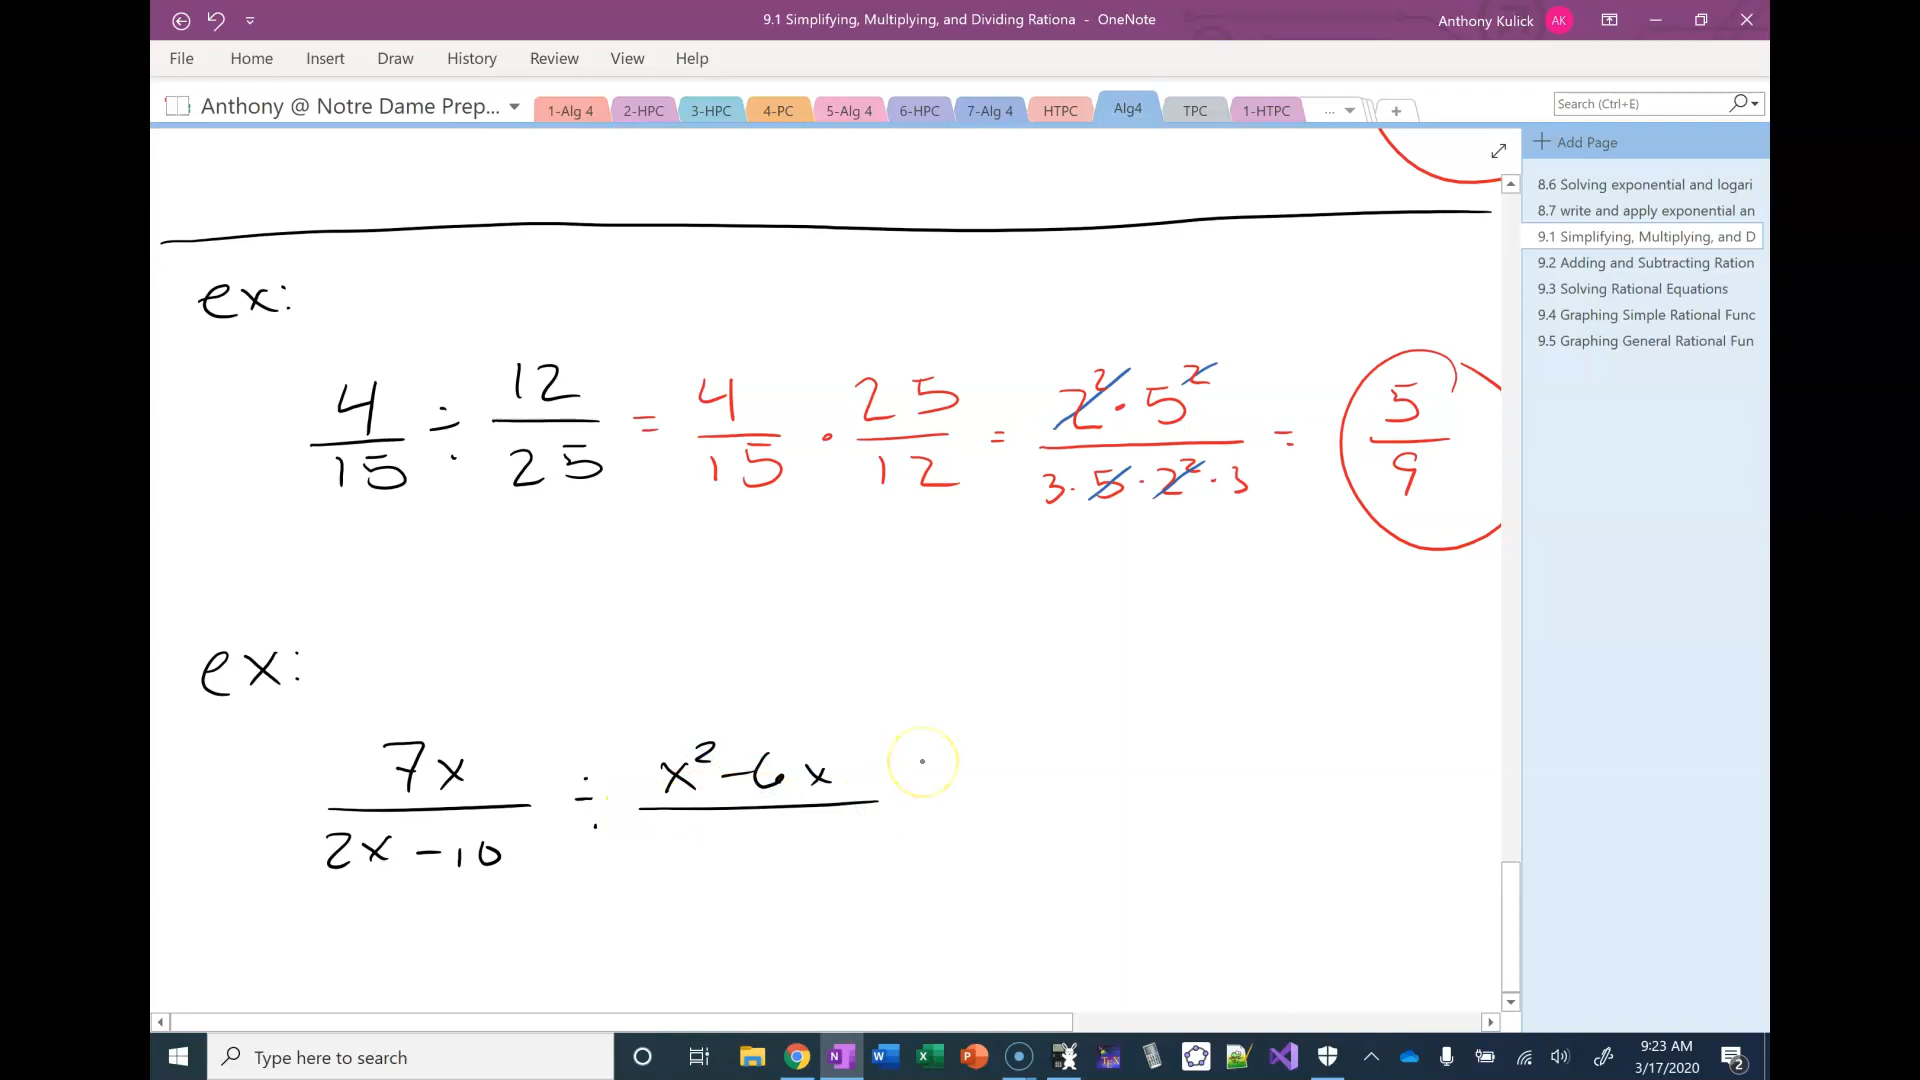 9.1 Simplifying, Multiplying, and Dividing Rationa - OneNote
Anthony Kulick AK
File Home Insert Draw History Review View Help
Anthony @ Notre Dame Prep... 1-Alg 4 2-HPC 3-HPC 4-PC 5-Alg 4 6-HPC 7-Alg 4 HTPC Alg4 TPC 1-HTPC ... +
Search (Ctrl+E)
Add Page
8.6 Solving exponential and logari
8.7 write and apply exponential an
9.1 Simplifying, Multiplying, and D
9.2 Adding and Subtracting Ration
9.3 Solving Rational Equations
9.4 Graphing Simple Rational Func
9.5 Graphing General Rational Fun
ex:
4/15 ÷ 12/25 = 4/15 · 25/12 = 2² · 5²/3 · 5 · 2² · 3 = 5/9
ex:
7x/2x - 10 ÷ x² - 6x
Type here to search
9:23 AM
3/17/2020
2